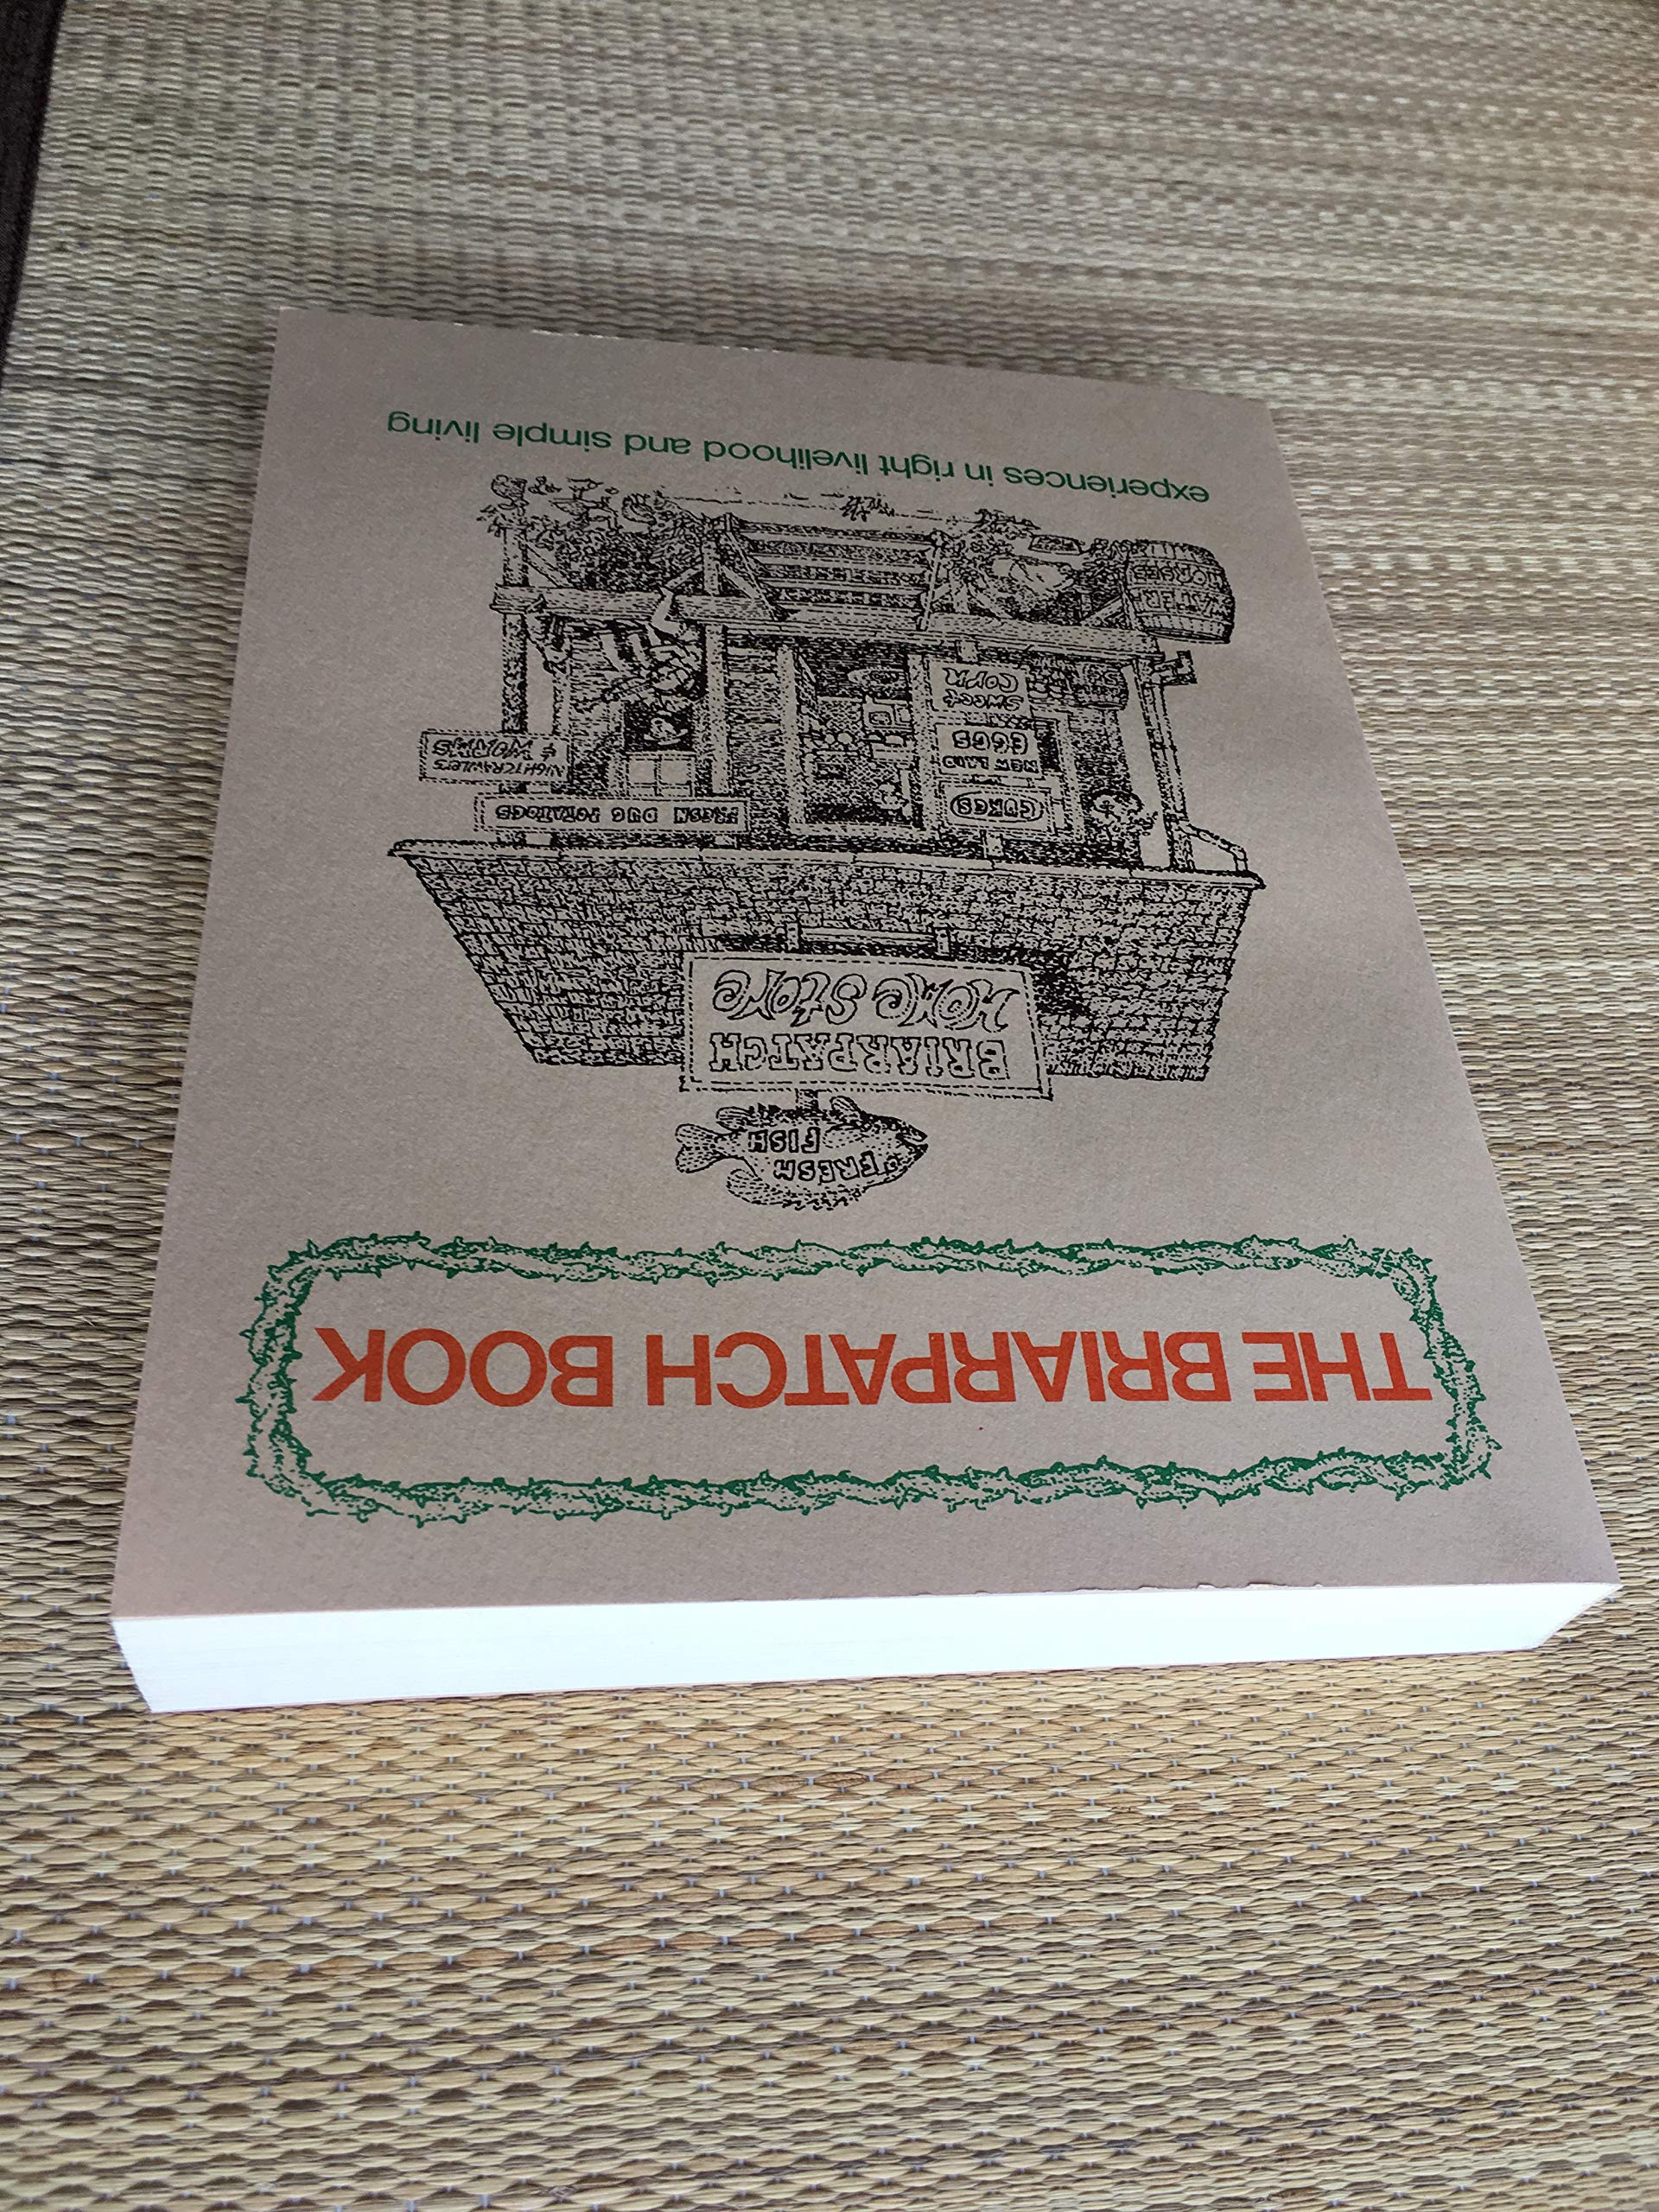 THE BRIARPATCH BOOK
FRESH
FISH
BRIARPATCH
HOME STORE
CUKES
NEW LAID
EGGS
SWEET
CORN
FRESH DUG POTATOES
NIGHTCRAWLERS
& WORMS
HORSES
experiences in right livelihood and simple living